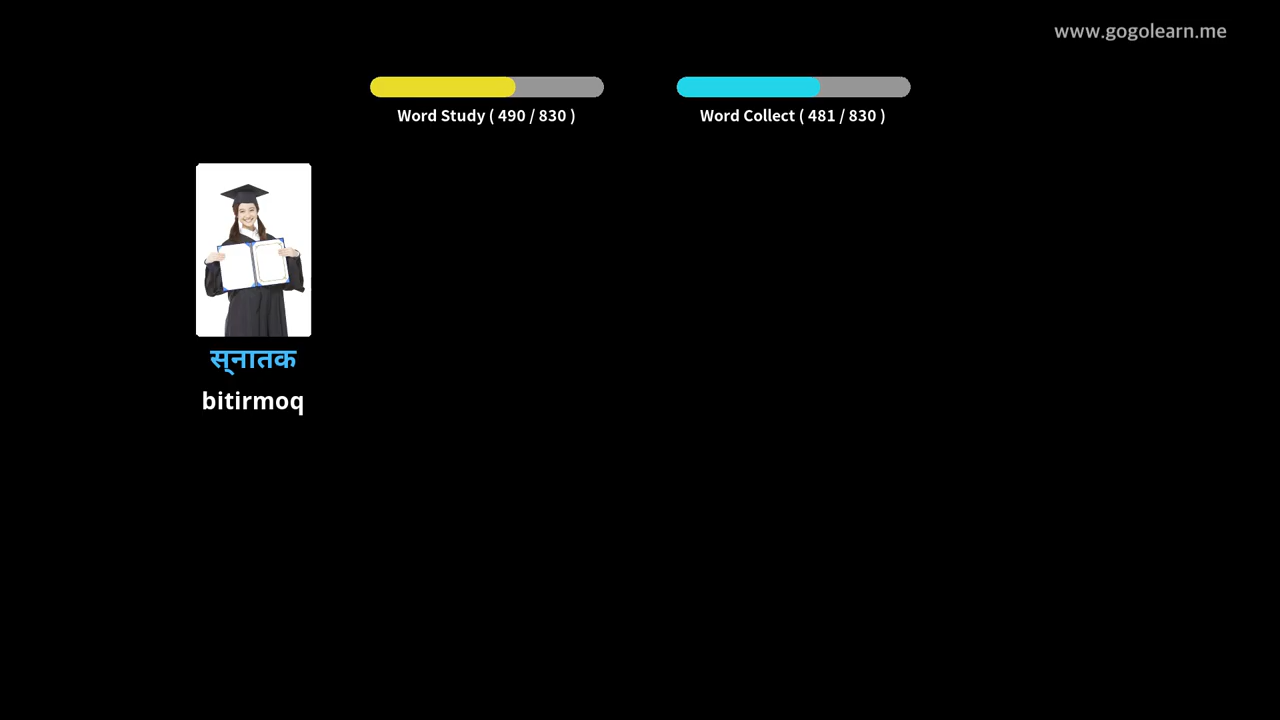 www.gogolearn.me
Word Study ( 490 / 830 )
Word Collect ( 481 / 830 )
स्नातक
bitirmoq